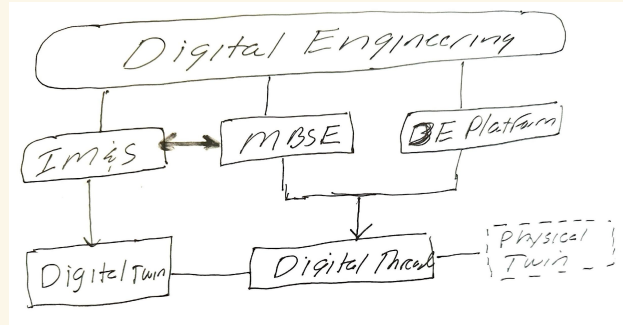 Digital Engineering
IM&S
MBSE
DE Platform
Digital Twin
Digital Thread
Physical
Twin